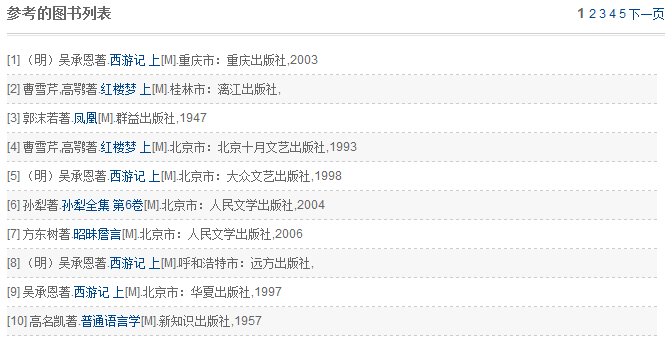 参考的图书列表
1 2 3 4 5 下一页
[1] （明）吴承恩著.西游记 上[M].重庆市：重庆出版社,2003
[2] 曹雪芹,高鹗著.红楼梦 上[M].桂林市：漓江出版社,
[3] 郭沫若著.凤凰[M].群益出版社,1947
[4] 曹雪芹,高鹗著.红楼梦 上[M].北京市：北京十月文艺出版社,1993
[5] （明）吴承恩著.西游记 上[M].北京市：大众文艺出版社,1998
[6] 孙犁著.孙犁全集 第6卷[M].北京市：人民文学出版社,2004
[7] 方东树著.昭昧詹言[M].北京市：人民文学出版社,2006
[8] （明）吴承恩著.西游记 上[M].呼和浩特市：远方出版社,
[9] 吴承恩著.西游记 上[M].北京市：华夏出版社,1997
[10] 高名凯著.普通语言学[M].新知识出版社,1957